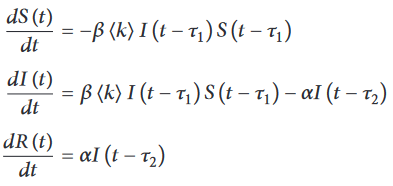 dS(t)/dt = −β⟨k⟩ I(t − τ₁) S(t − τ₁)
dI(t)/dt = β⟨k⟩ I(t − τ₁) S(t − τ₁) − αI(t − τ₂)
dR(t)/dt = αI(t − τ₂)